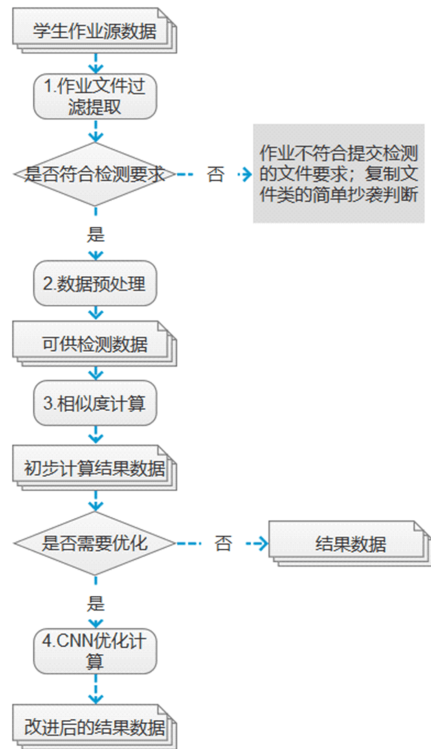 学生作业源数据
1.作业文件过
滤提取
是否符合检测要求
否
作业不符合提交检测
的文件要求；复制文
件类的简单抄袭判断
是
2.数据预处理
可供检测数据
3.相似度计算
初步计算结果数据
是否需要优化
否
结果数据
是
4.CNN优化计
算
改进后的结果数据